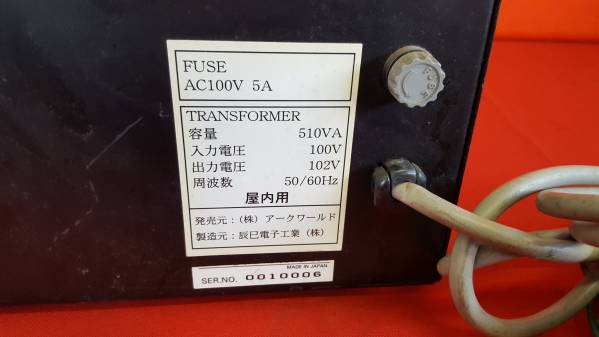 FUSE
AC100V 5A
TRANSFORMER
容量 510VA
入力電圧 100V
出力電圧 102V
周波数 50/60Hz
屋内用
発売元：（株）アークワールド
製造元：辰巳電子工業（株）
MADE IN JAPAN
SER.NO. 0010006